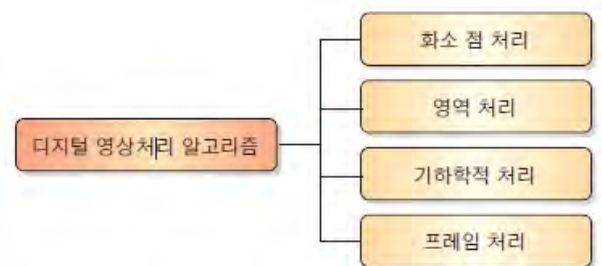 디지털 영상처리 알고리즘
화소 점 처리
영역 처리
기하학적 처리
프레임 처리